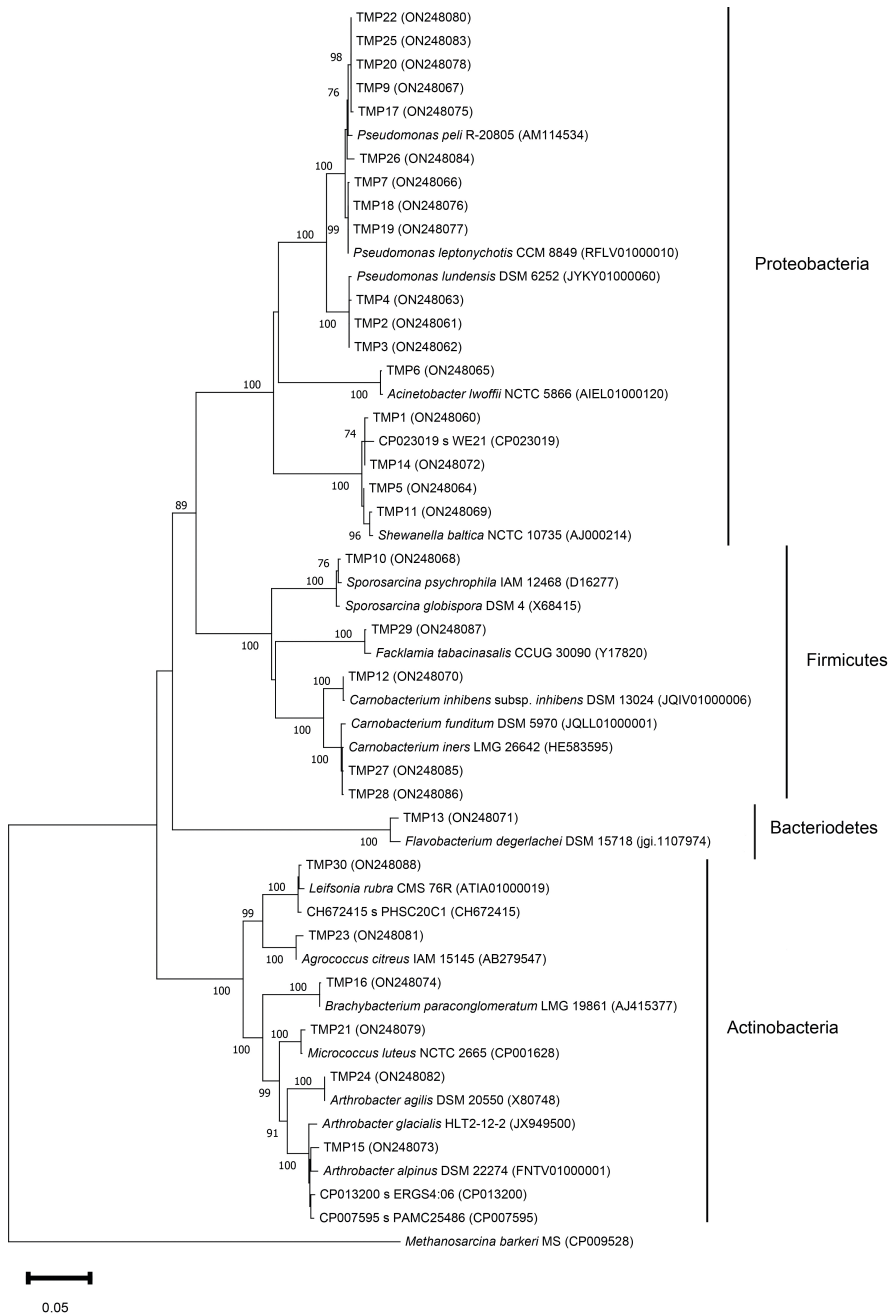 TMP22 (ON248080)
TMP25 (ON248083)
98
TMP20 (ON248078)
TMP9 (ON248067)
76
TMP17 (ON248075)
Pseudomonas peli R-20805 (AM114534)
TMP26 (ON248084)
100
TMP7 (ON248066)
TMP18 (ON248076)
TMP19 (ON248077)
99
100
Pseudomonas leptonychotis CCM 8849 (RFLV01000010)
Proteobacteria
Pseudomonas lundensis DSM 6252 (JYKY01000060)
TMP4 (ON248063)
TMP2 (ON248061)
100
TMP3 (ON248062)
TMP6 (ON248065)
100
Acinetobacter lwoffii NCTC 5866 (AIEL01000120)
100
TMP1 (ON248060)
74
CP023019 s WE21 (CP023019)
TMP14 (ON248072)
100
TMP5 (ON248064)
89
TMP11 (ON248069)
96
Shewanella baltica NCTC 10735 (AJ000214)
TMP10 (ON248068)
76
100
Sporosarcina psychrophila IAM 12468 (D16277)
Sporosarcina globispora DSM 4 (X68415)
TMP29 (ON248087)
100
100
Facklamia tabacinasalis CCUG 30090 (Y17820)
Firmicutes
TMP12 (ON248070)
100
Carnobacterium inhibens subsp. inhibens DSM 13024 (JQIV01000006)
Carnobacterium funditum DSM 5970 (JQLL01000001)
100
Carnobacterium iners LMG 26642 (HE583595)
100
TMP27 (ON248085)
TMP28 (ON248086)
TMP13 (ON248071)
Bacteriodetes
100
Flavobacterium degerlachei DSM 15718 (jgi.1107974)
TMP30 (ON248088)
100
Leifsonia rubra CMS 76R (ATIA01000019)
99
CH672415 s PHSC20C1 (CH672415)
TMP23 (ON248081)
100
Agrococcus citreus IAM 15145 (AB279547)
TMP16 (ON248074)
100
100
Brachybacterium paraconglomeratum LMG 19861 (AJ415377)
Actinobacteria
TMP21 (ON248079)
100
100
Micrococcus luteus NCTC 2665 (CP001628)
TMP24 (ON248082)
100
99
Arthrobacter agilis DSM 20550 (X80748)
Arthrobacter glacialis HLT2-12-2 (JX949500)
91
TMP15 (ON248073)
100
Arthrobacter alpinus DSM 22274 (FNTV01000001)
CP013200 s ERGS4:06 (CP013200)
CP007595 s PAMC25486 (CP007595)
Methanosarcina barkeri MS (CP009528)
0.05